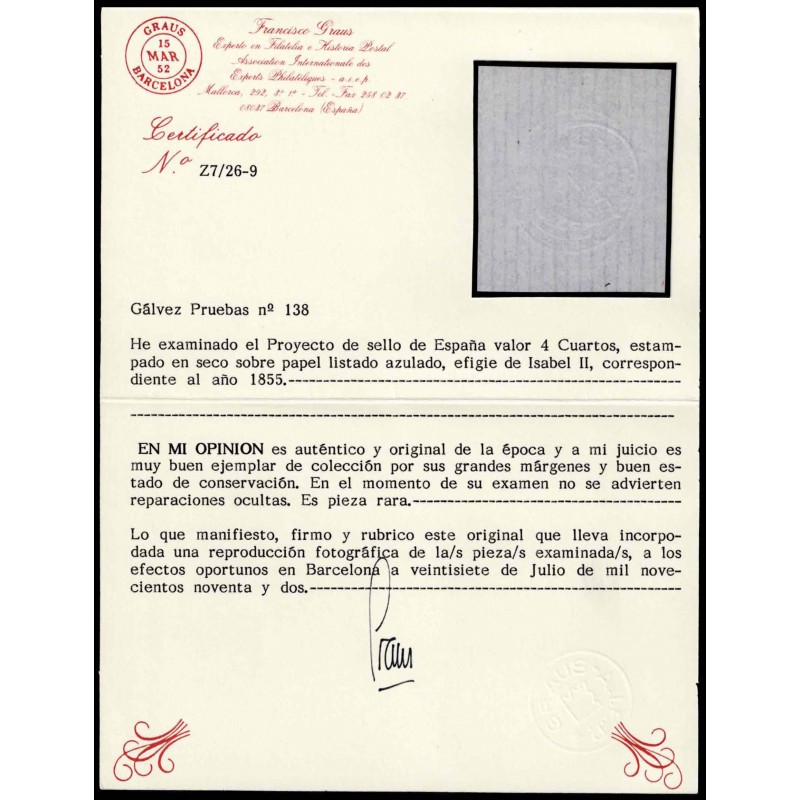 GRAUS
15
MAR
52
BARCELONA
Francisco Graus
Experto en Filatelia e Historia Postal
Association Internationale des
Experts Philatéliques - a.i.e.p.
Mallorca, 292, 3º 1ª - Tel. - Fax 258 02 37
08037 Barcelona (España)
Certificado
N.º Z7/26-9
Gálvez Pruebas nº 138
He examinado el Proyecto de sello de España valor 4 Cuartos, estam-
pado en seco sobre papel listado azulado, efigie de Isabel II, correspon-
diente al año 1855.
EN MI OPINION es auténtico y original de la época y a mi juicio es
muy buen ejemplar de colección por sus grandes márgenes y buen es-
tado de conservación. En el momento de su examen no se advierten
reparaciones ocultas. Es pieza rara.
Lo que manifiesto, firmo y rubrico este original que lleva incorpo-
dada una reproducción fotográfica de la/s pieza/s examinada/s, a los
efectos oportunos en Barcelona a veintisiete de Julio de mil nove-
cientos noventa y dos.
Graus
GRAUS